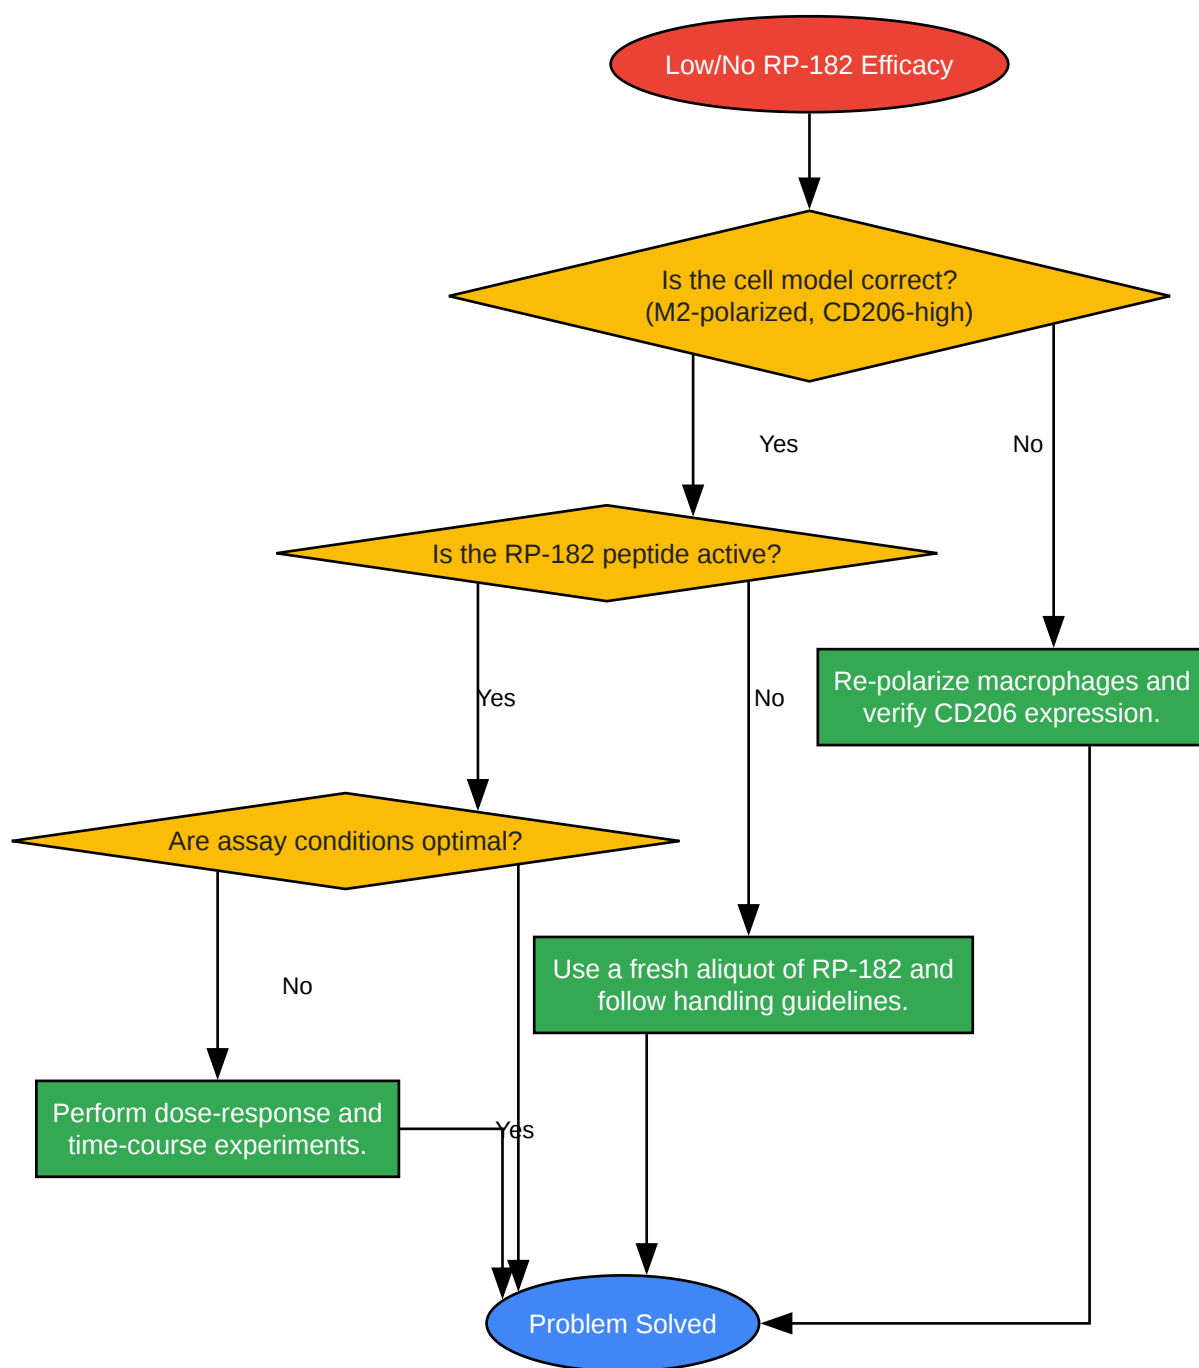 Low/No RP-182 Efficacy
Is the cell model correct?
(M2-polarized, CD206-high)
Yes
No
Is the RP-182 peptide active?
Re-polarize macrophages and
verify CD206 expression.
Yes
No
Are assay conditions optimal?
Use a fresh aliquot of RP-182 and
follow handling guidelines.
No
Perform dose-response and
time-course experiments.
Yes
Problem Solved